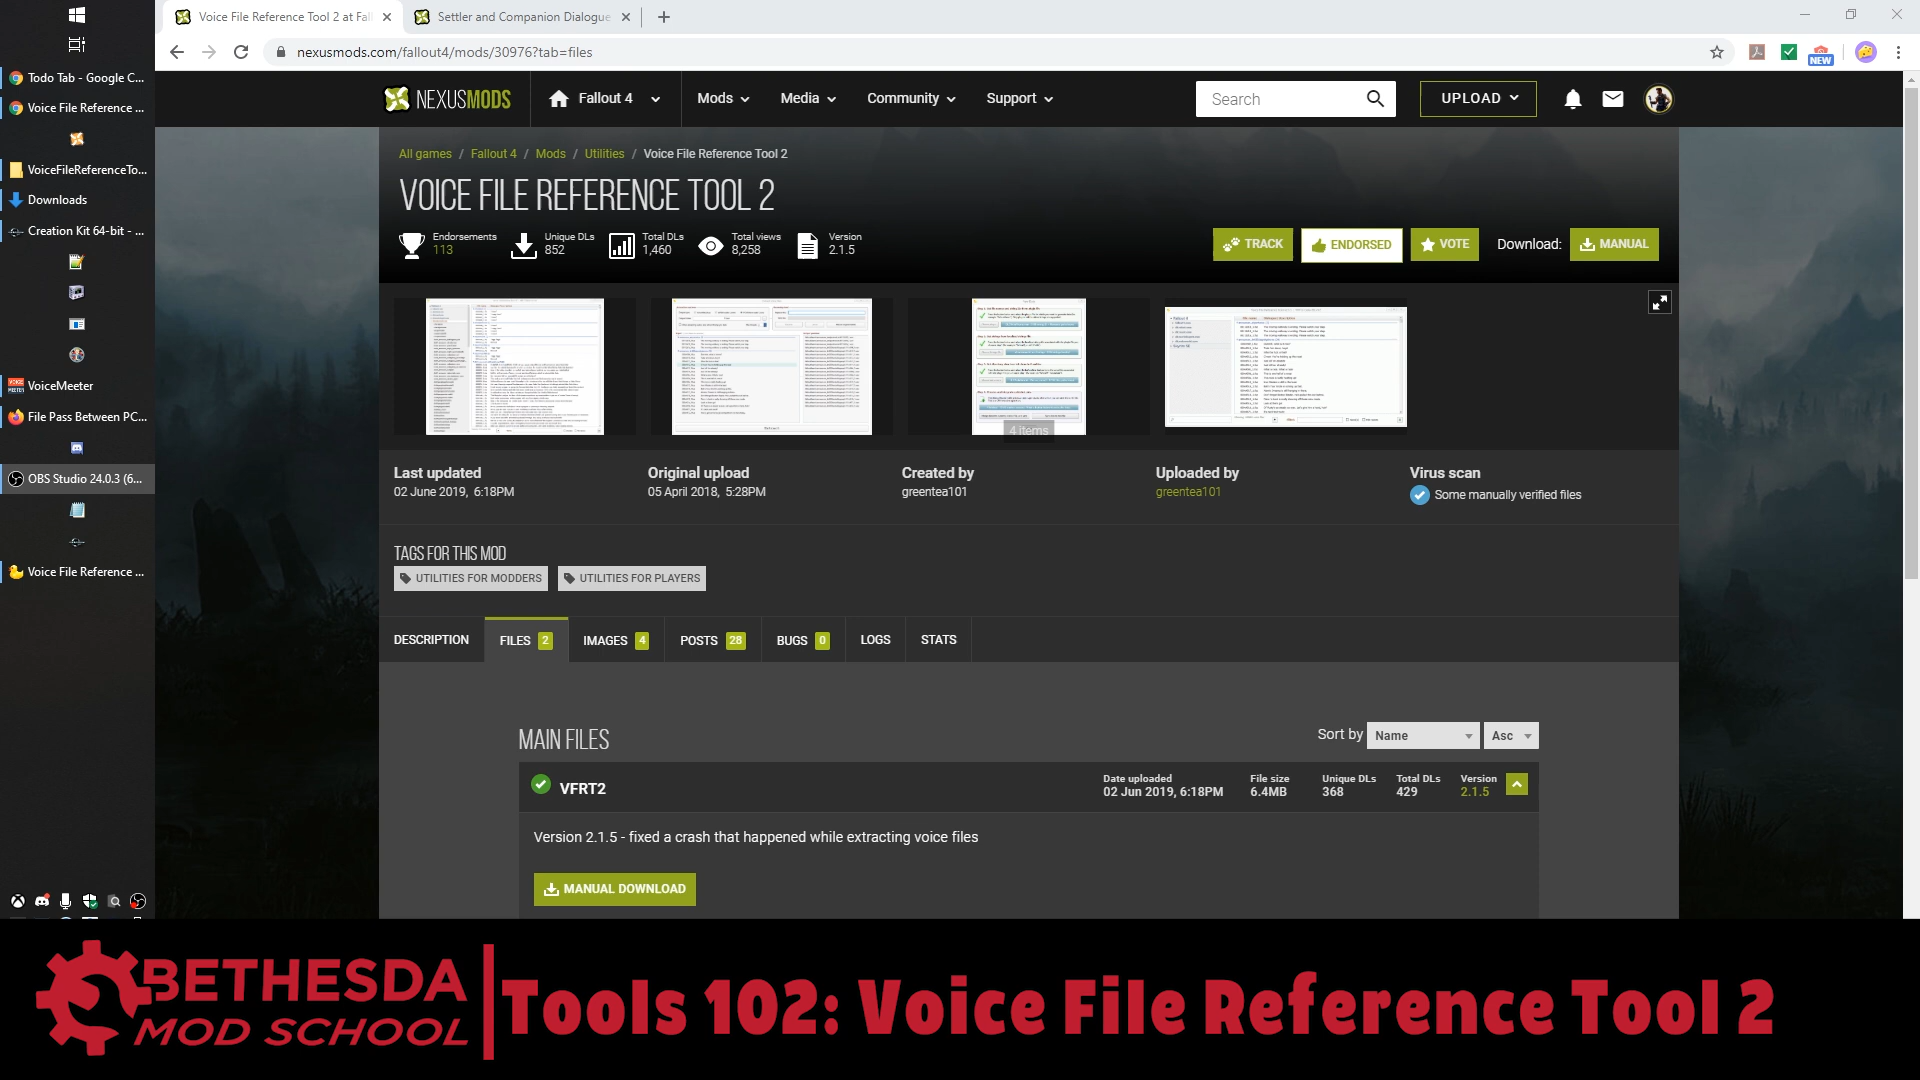 Voice File Reference Tool 2 at Fall
Settler and Companion Dialogue
nexusmods.com/fallout4/mods/30976?tab=files
NEW
Todo Tab - Google C...
Voice File Reference ...
VoiceFileReferenceTo...
Downloads
Creation Kit 64-bit - ...
VoiceMeeter
File Pass Between PC...
OBS Studio 24.0.3 (6...
Voice File Reference ...
NEXUSMODS
Fallout 4
Mods
Media
Community
Support
Search
UPLOAD
All games / Fallout 4 / Mods / Utilities / Voice File Reference Tool 2
VOICE FILE REFERENCE TOOL 2
Endorsements
113
Unique DLs
852
Total DLs
1,460
Total views
8,258
Version
2.1.5
TRACK
ENDORSED
VOTE
Download:
MANUAL
4 items
Last updated
02 June 2019, 6:18PM
Original upload
05 April 2018, 5:28PM
Created by
greentea101
Uploaded by
greentea101
Virus scan
Some manually verified files
TAGS FOR THIS MOD
UTILITIES FOR MODDERS
UTILITIES FOR PLAYERS
DESCRIPTION
FILES 2
IMAGES 4
POSTS 28
BUGS 0
LOGS
STATS
MAIN FILES
Sort by Name Asc
VFRT2
Date uploaded
02 Jun 2019, 6:18PM
File size
6.4MB
Unique DLs
368
Total DLs
429
Version
2.1.5
Version 2.1.5 - fixed a crash that happened while extracting voice files
MANUAL DOWNLOAD
BETHESDA
MOD SCHOOL
Tools 102: Voice File Reference Tool 2